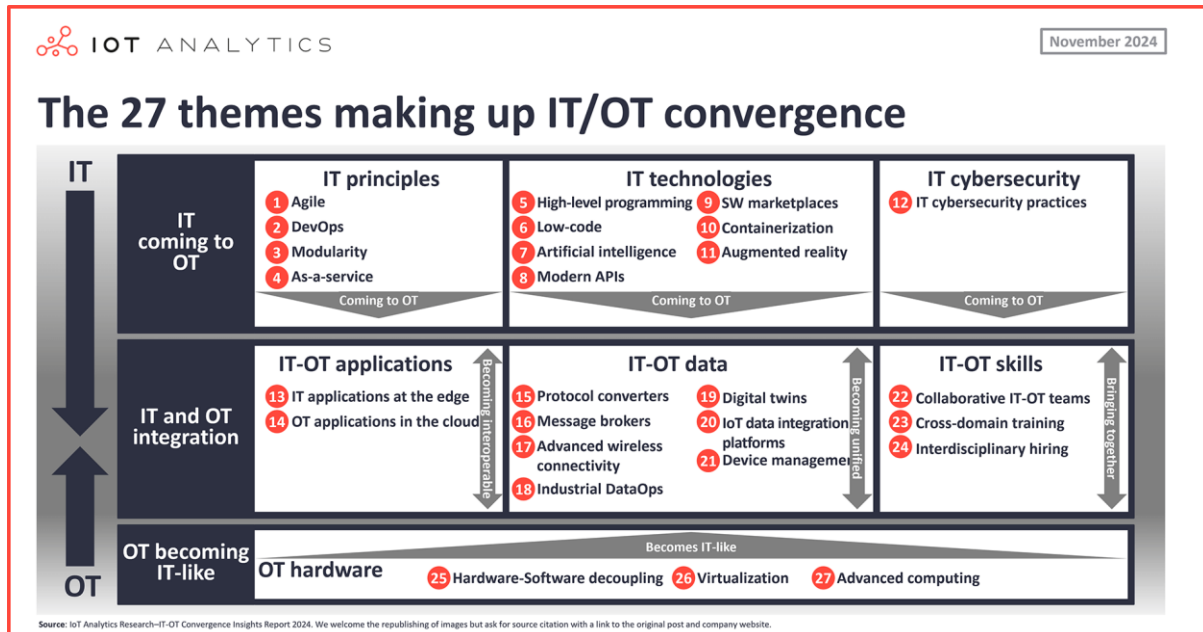 IOT ANALYTICS
November 2024
The 27 themes making up IT/OT convergence
IT
OT
IT
coming to
OT
IT principles
1 Agile
2 DevOps
3 Modularity
4 As-a-service
Coming to OT
IT technologies
5 High-level programming
6 Low-code
7 Artificial intelligence
8 Modern APIs
9 SW marketplaces
10 Containerization
11 Augmented reality
Coming to OT
IT cybersecurity
12 IT cybersecurity practices
Coming to OT
IT and OT
integration
IT-OT applications
13 IT applications at the edge
14 OT applications in the cloud
Becoming interoperable
IT-OT data
15 Protocol converters
16 Message brokers
17 Advanced wireless
connectivity
18 Industrial DataOps
19 Digital twins
20 IoT data integration
platforms
21 Device managemen
Becoming unified
IT-OT skills
22 Collaborative IT-OT teams
23 Cross-domain training
24 Interdisciplinary hiring
Bringing together
OT becoming
IT-like
Becomes IT-like
OT hardware
25 Hardware-Software decoupling
26 Virtualization
27 Advanced computing
Source: IoT Analytics Research–IT-OT Convergence Insights Report 2024. We welcome the republishing of images but ask for source citation with a link to the original post and company website.